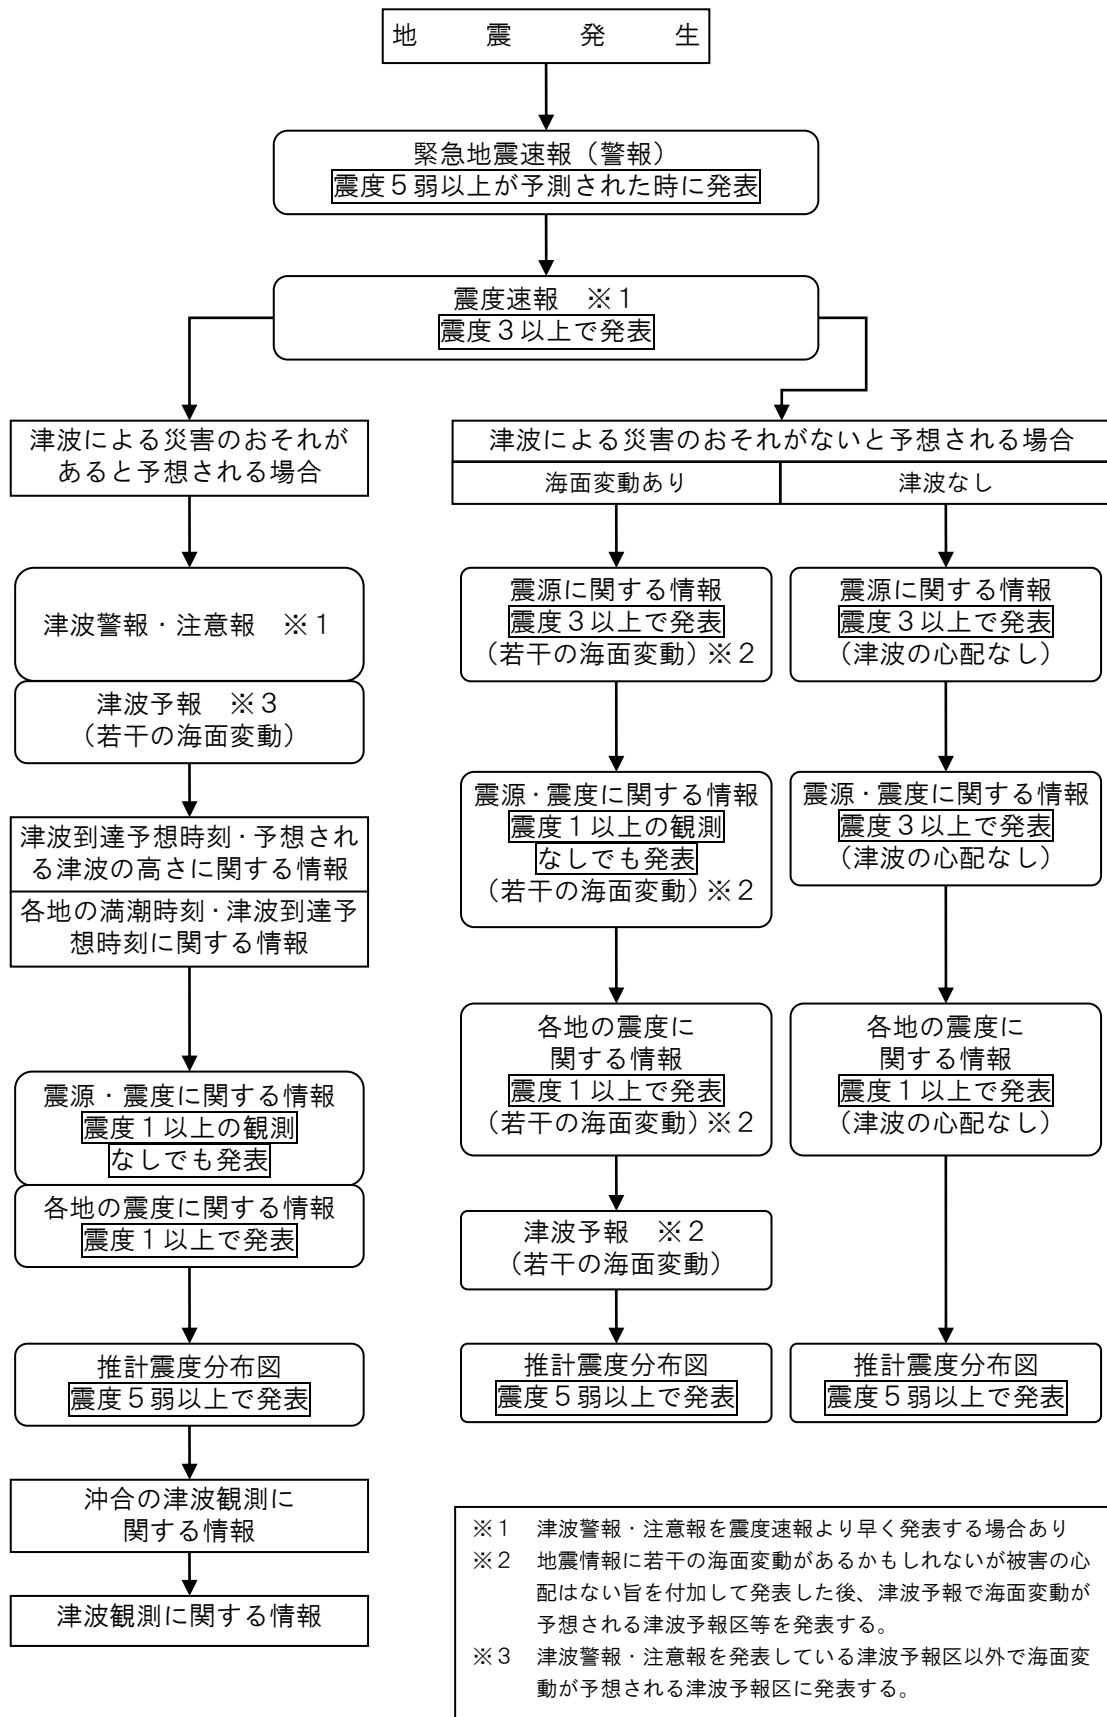 地　震　発　生
緊急地震速報（警報）
震度５弱以上が予測された時に発表
震度速報　※１
震度３以上で発表
津波による災害のおそれが
あると予想される場合
津波警報・注意報　※１
津波予報　※３
（若干の海面変動）
津波到達予想時刻・予想され
る津波の高さに関する情報
各地の満潮時刻・津波到達予
想時刻に関する情報
震源・震度に関する情報
震度１以上の観測
なしでも発表
各地の震度に関する情報
震度１以上で発表
推計震度分布図
震度５弱以上で発表
沖合の津波観測に
関する情報
津波観測に関する情報
津波による災害のおそれがないと予想される場合
海面変動あり
震源に関する情報
震度３以上で発表
（若干の海面変動）※２
震源・震度に関する情報
震度１以上の観測
なしでも発表
（若干の海面変動）※２
各地の震度に
関する情報
震度１以上で発表
（若干の海面変動）※２
津波予報　※２
（若干の海面変動）
推計震度分布図
震度５弱以上で発表
津波なし
震源に関する情報
震度３以上で発表
（津波の心配なし）
震源・震度に関する情報
震度３以上で発表
（津波の心配なし）
各地の震度に
関する情報
震度１以上で発表
（津波の心配なし）
推計震度分布図
震度５弱以上で発表
※１　津波警報・注意報を震度速報より早く発表する場合あり
※２　地震情報に若干の海面変動があるかもしれないが被害の心
配はない旨を付加して発表した後、津波予報で海面変動が
予想される津波予報区等を発表する。
※３　津波警報・注意報を発表している津波予報区以外で海面変
動が予想される津波予報区に発表する。